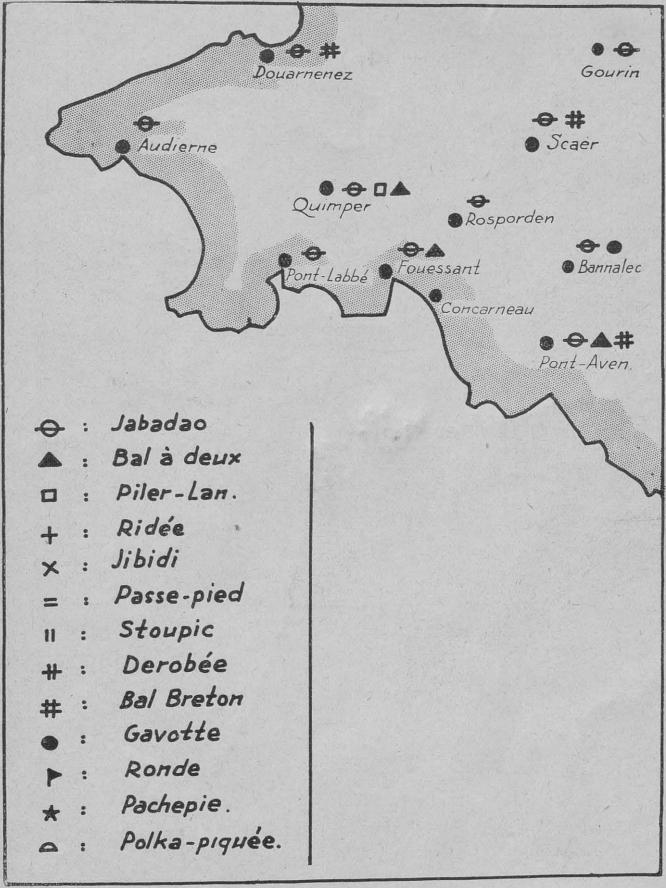 Douarnenez
Gourin
Audierne
Scaër
Quimper
Rosporden
Pont-Labbé
Fouessant
Bannalec
Concarneau
Pont-Aven.
: Jabadao
: Bal à deux
: Piler-Lan.
: Ridée
: Jibidi
: Passe-pied
: Stoupic
: Derobée
: Bal Breton
: Gavotte
: Ronde
: Pachepie.
: Polka-piquée.